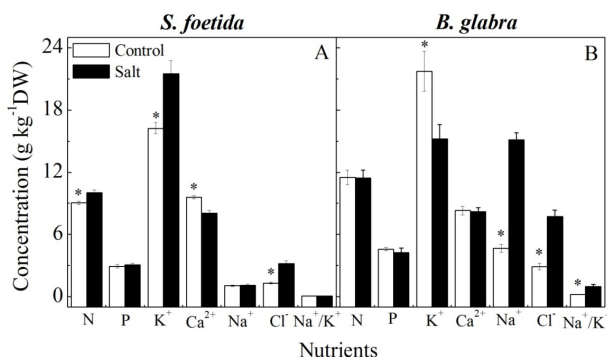 S. foetida
B. glabra
Control
Salt
A
B
Concentration (g kg⁻¹DW)
24
18
12
6
0
*
*
*
*
*
*
*
*
N P K⁺ Ca²⁺ Na⁺ Cl⁻ Na⁺/K⁺
N P K⁺ Ca²⁺ Na⁺ Cl⁻ Na⁺/K⁺
Nutrients